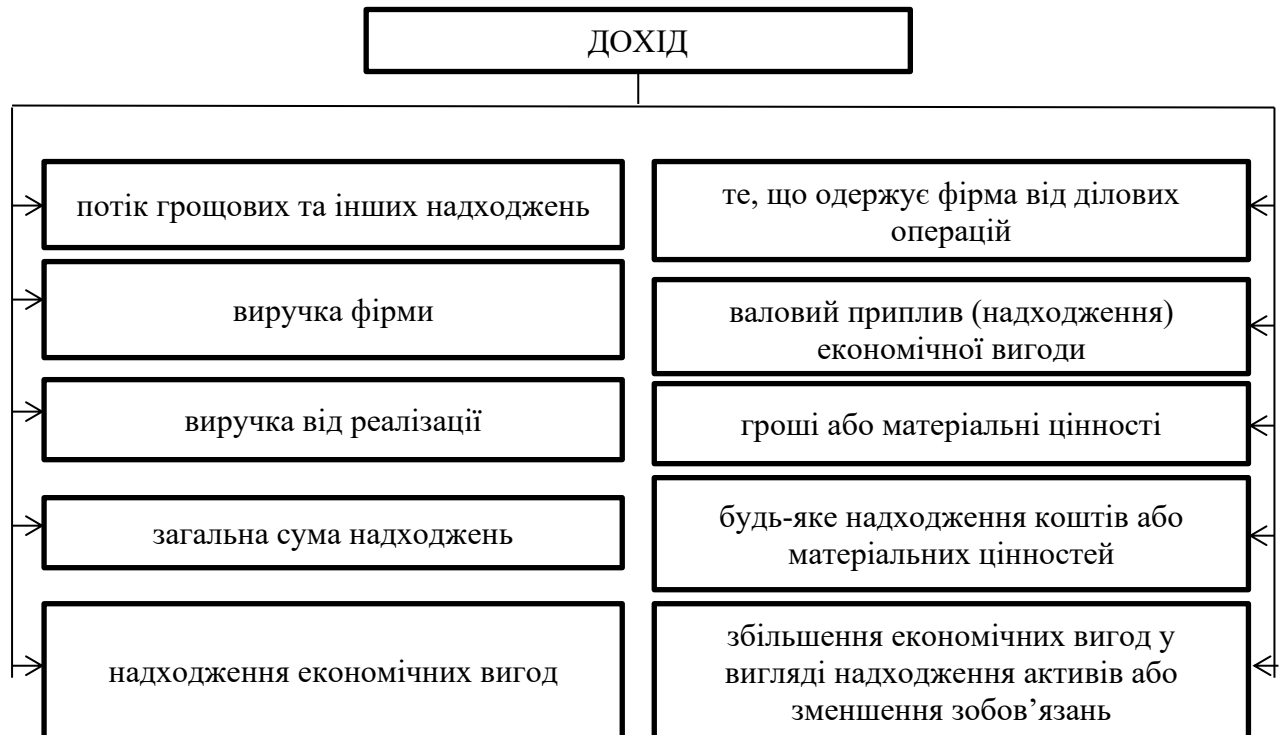 ДОХІД
потік грощових та інших надходжень
виручка фірми
виручка від реалізації
загальна сума надходжень
надходження економічних вигод
те, що одержує фірма від ділових
операцій
валовий приплив (надходження)
економічної вигоди
гроші або матеріальні цінності
будь-яке надходження коштів або
матеріальних цінностей
збільшення економічних вигод у
вигляді надходження активів або
зменшення зобов’язань